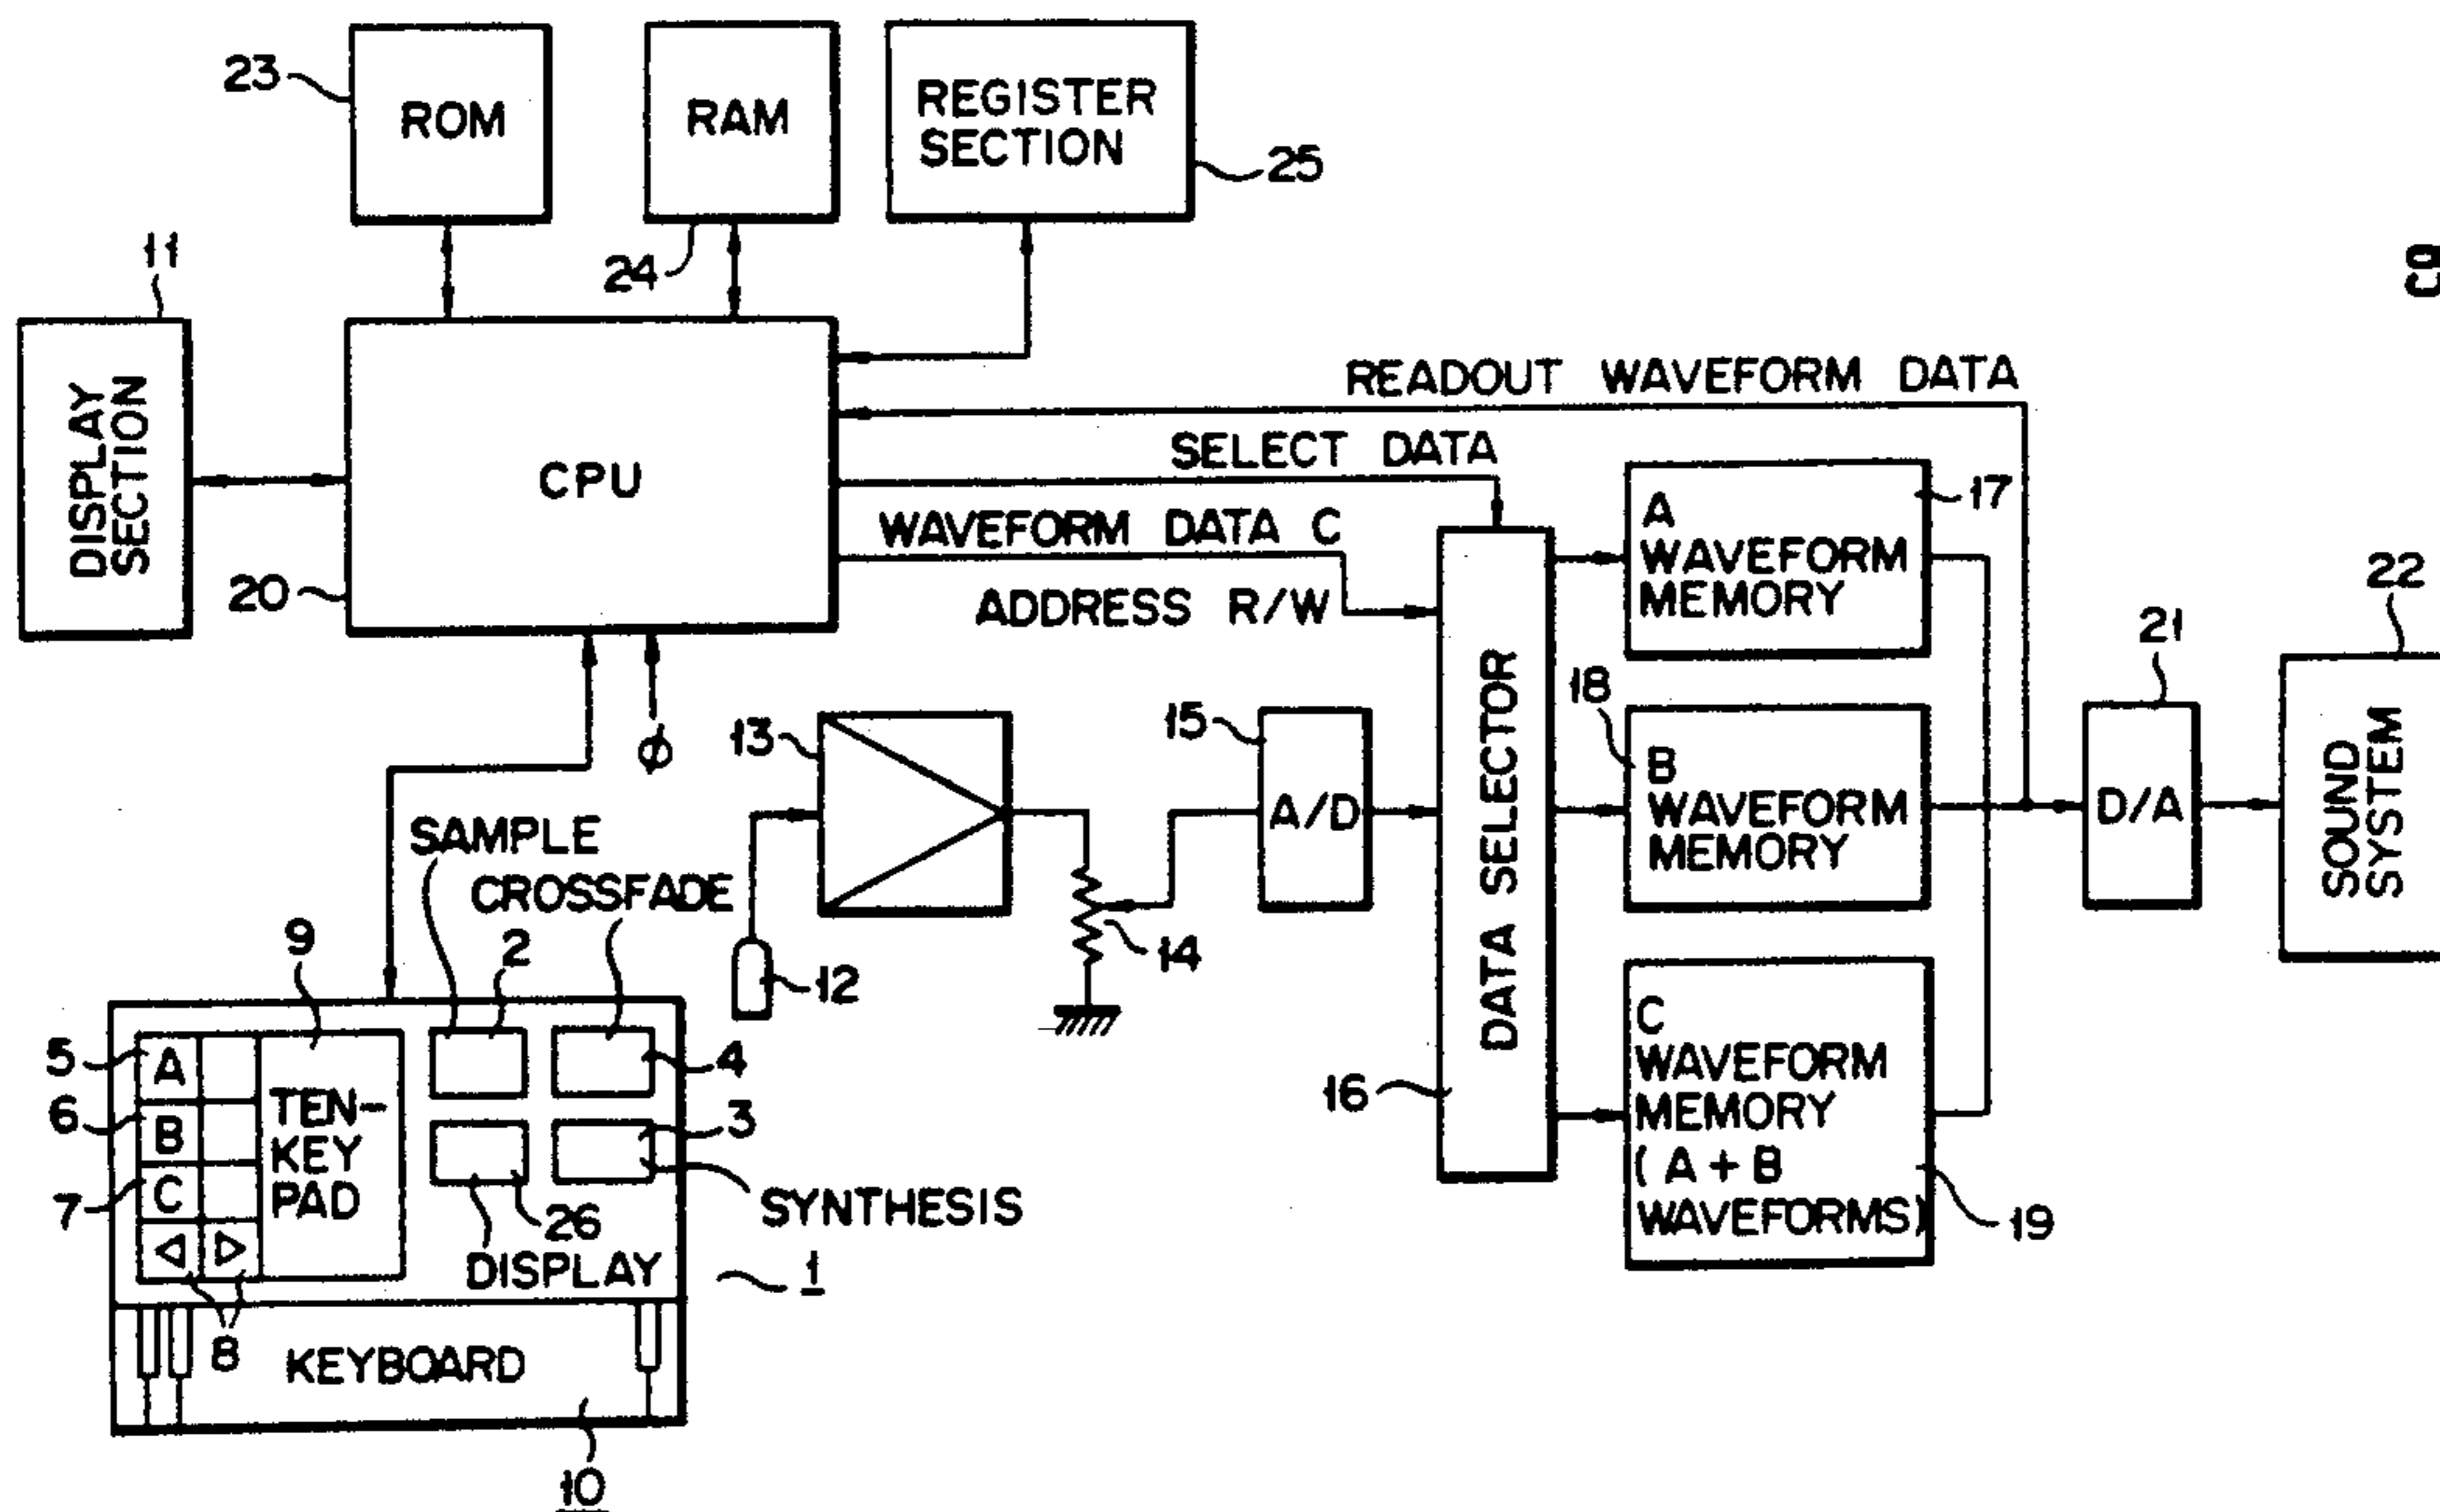 23
ROM
RAM
24
REGISTER
SECTION
25
11
DISPLAY
SECTION
20
CPU
READOUT WAVEFORM DATA
SELECT DATA
WAVEFORM DATA C
ADDRESS R/W
A
WAVEFORM
MEMORY
17
18
B
WAVEFORM
MEMORY
C
WAVEFORM
MEMORY
(A+B
WAVEFORMS)
19
DATA SELECTOR
16
21
D/A
22
SOUND
SYSTEM
ϕ
13
12
14
15
A/D
SAMPLE
CROSSFADE
9
2
5
A
6
B
7
C
◁ ▷
8
TEN-
KEY
PAD
4
3
SYNTHESIS
26
DISPLAY
1
KEYBOARD
10